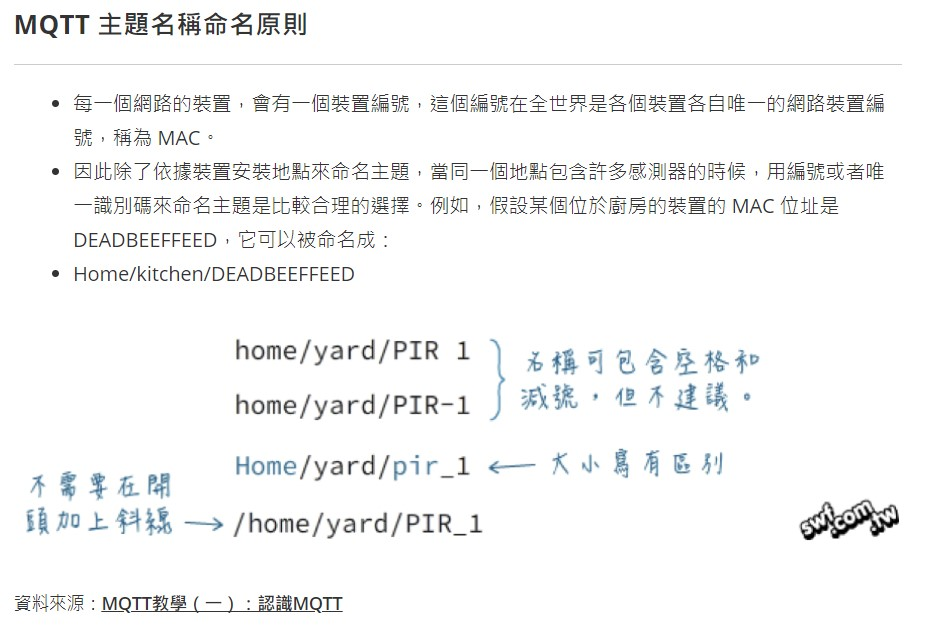 MQTT 主題名稱命名原則
每一個網路的裝置，會有一個裝置編號，這個編號在全世界是各個裝置各自唯一的網路裝置編
號，稱為 MAC。
因此除了依據裝置安裝地點來命名主題，當同一個地點包含許多感測器的時候，用編號或者唯
一識別碼來命名主題是比較合理的選擇。例如，假設某個位於廚房的裝置的 MAC 位址是
DEADBEEFFEED，它可以被命名成：
Home/kitchen/DEADBEEFFEED
home/yard/PIR 1
home/yard/PIR-1
名稱可包含空格和
減號，但不建議。
Home/yard/pir_1
大小寫有區別
不需要在開
頭加上斜線
/home/yard/PIR_1
swf.com.tw
資料來源：MQTT教學（一）：認識MQTT